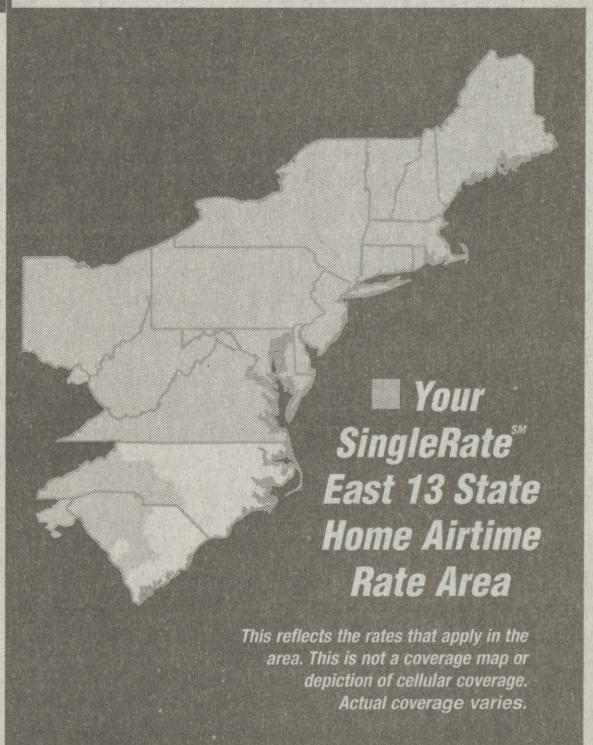 Your
SingleRate℠
East 13 State
Home Airtime
Rate Area
This reflects the rates that apply in the
area. This is not a coverage map or
depiction of cellular coverage.
Actual coverage varies.